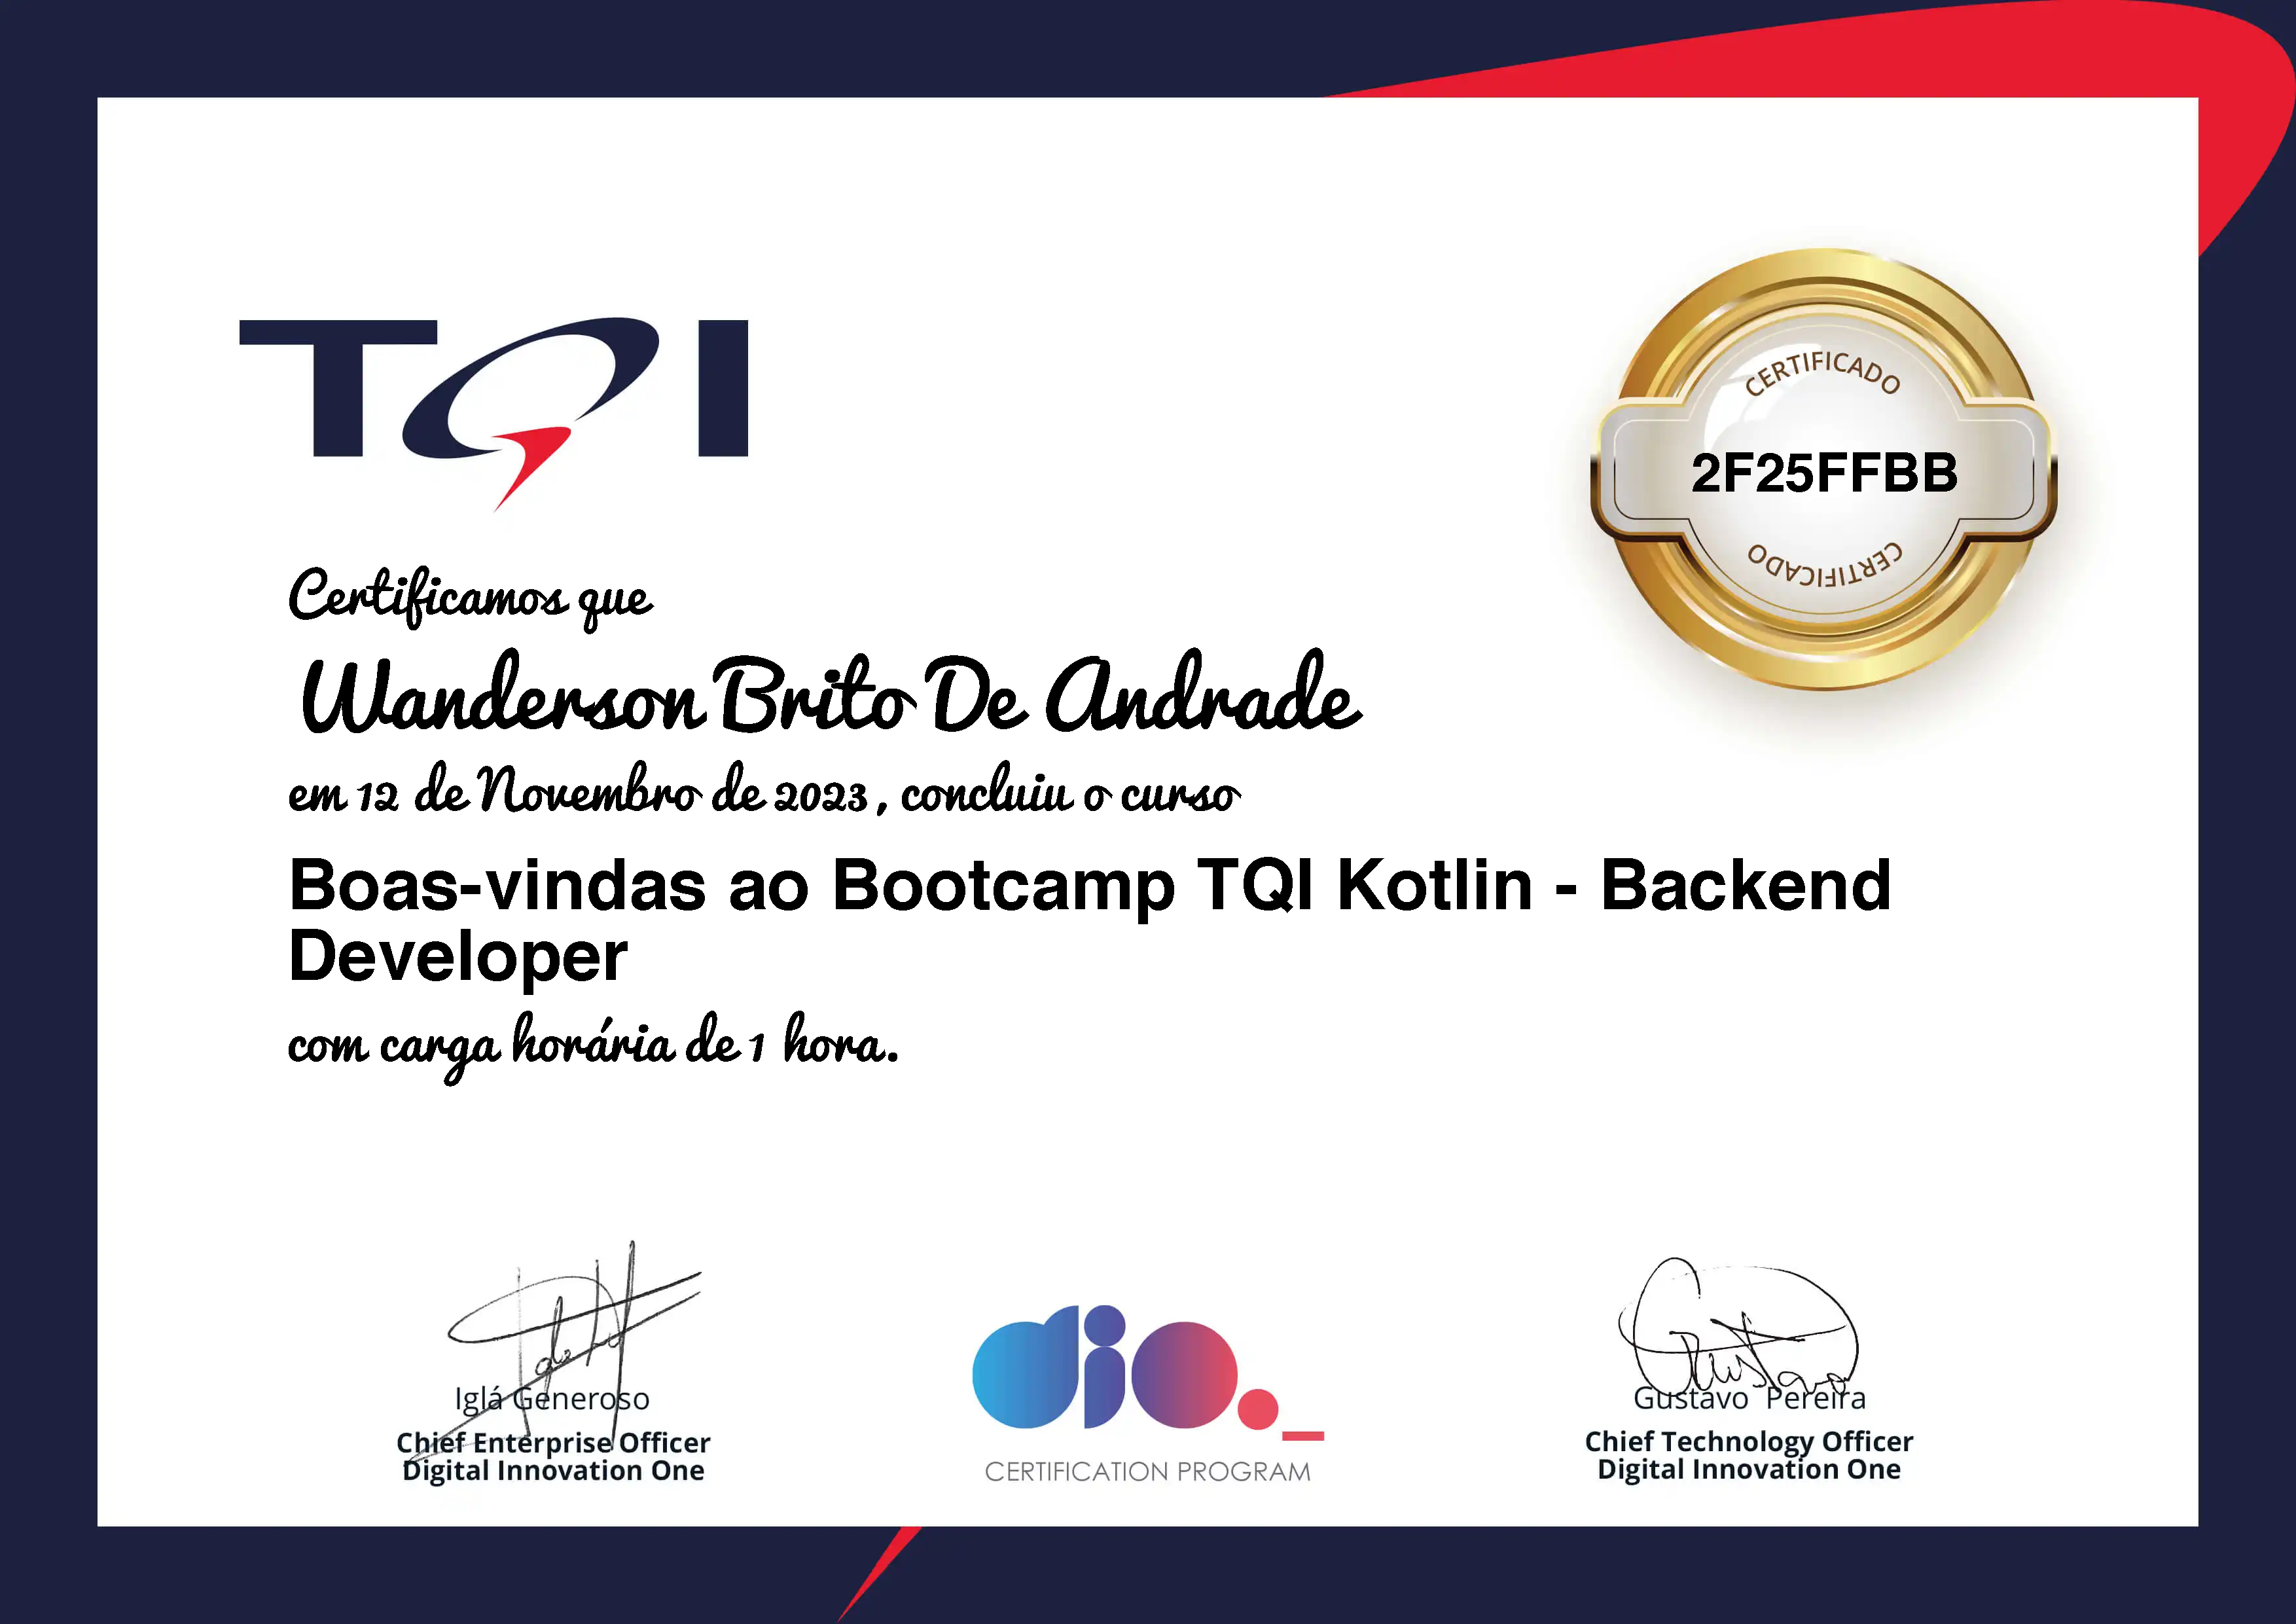 TQI
CERTIFICADO
2F25FFBB
CERTIFICADO
Certificamos que
Wanderson Brito De Andrade
em 12 de Novembro de 2023 , concluiu o curso
Boas-vindas ao Bootcamp TQI Kotlin - Backend
Developer
com carga horária de 1 hora.
Iglá Generoso
Chief Enterprise Officer
Digital Innovation One
dio._
CERTIFICATION PROGRAM
Gustavo Pereira
Chief Technology Officer
Digital Innovation One